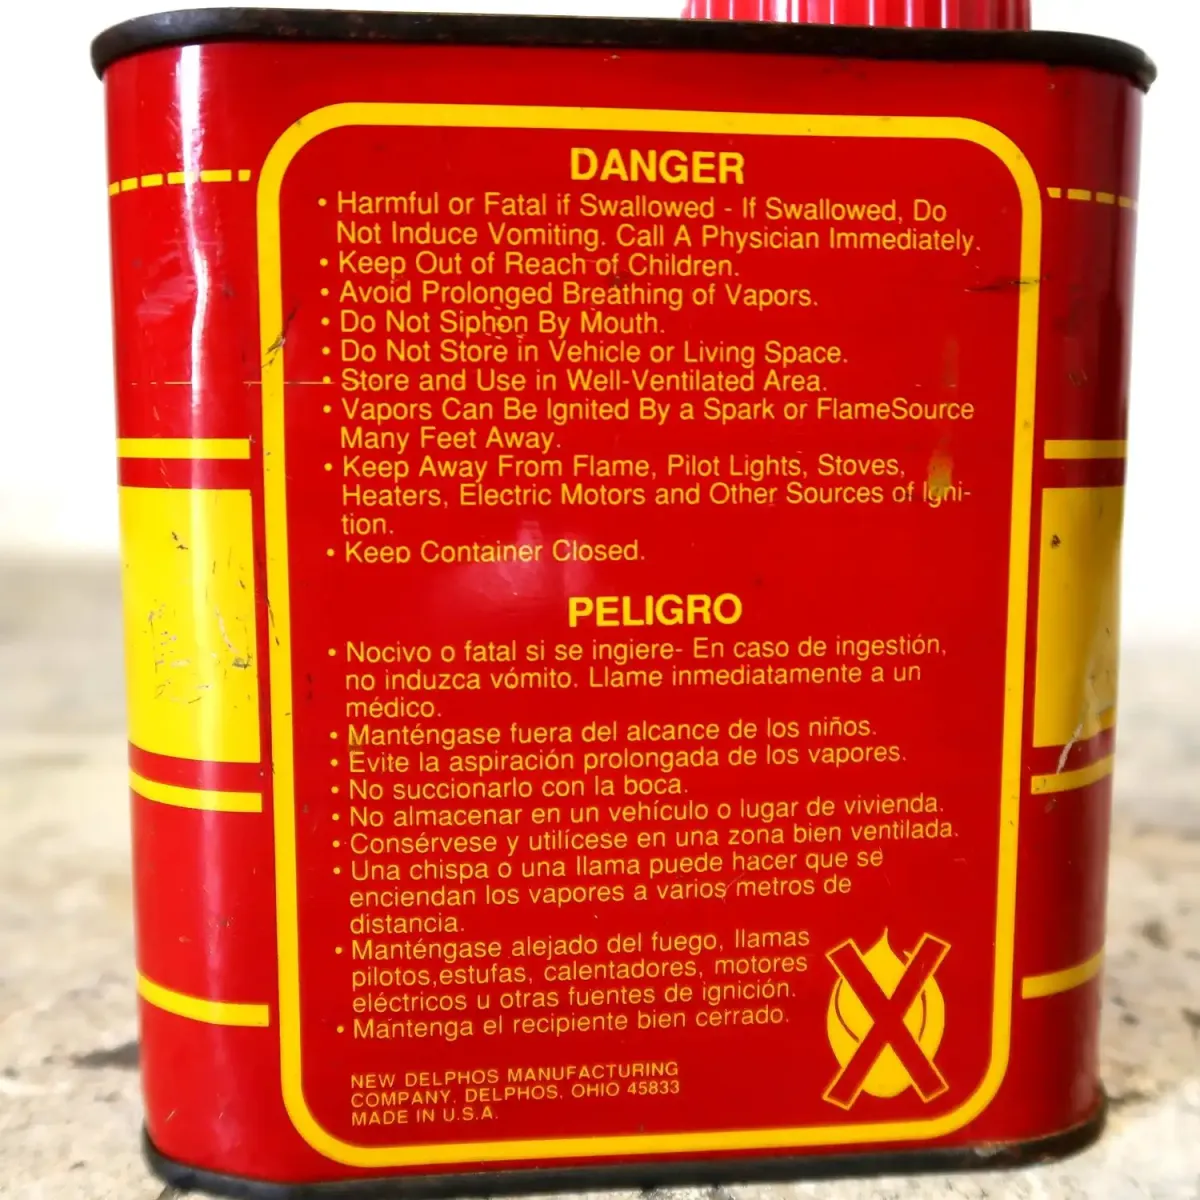 DANGER
• Harmful or Fatal if Swallowed - If Swallowed, Do
Not Induce Vomiting. Call A Physician Immediately.
• Keep Out of Reach of Children.
• Avoid Prolonged Breathing of Vapors.
• Do Not Siphon By Mouth.
• Do Not Store in Vehicle or Living Space.
• Store and Use in Well-Ventilated Area.
• Vapors Can Be Ignited By a Spark or FlameSource
Many Feet Away.
• Keep Away From Flame, Pilot Lights, Stoves,
Heaters, Electric Motors and Other Sources of Igni-
tion.
• Keep Container Closed.
PELIGRO
• Nocivo o fatal si se ingiere- En caso de ingestión,
no induzca vómito. Llame inmediatamente a un
médico.
• Manténgase fuera del alcance de los niños.
• Evite la aspiración prolongada de los vapores.
• No succionarlo con la boca.
• No almacenar en un vehículo o lugar de vivienda.
• Consérvese y utilícese en una zona bien ventilada.
• Una chispa o una llama puede hacer que se
enciendan los vapores a varios metros de
distancia.
• Manténgase alejado del fuego, llamas
pilotos,estufas, calentadores, motores
eléctricos u otras fuentes de ignición.
• Mantenga el recipiente bien cerrado.
NEW DELPHOS MANUFACTURING
COMPANY, DELPHOS, OHIO 45833
MADE IN U.S.A.